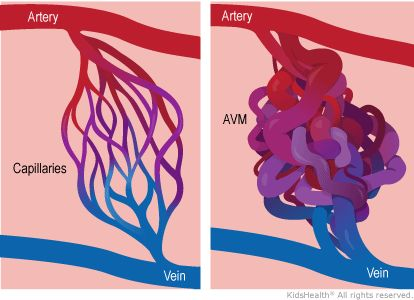 Artery
Capillaries
Vein
Artery
AVM
Vein
KidsHealth® All rights reserved.